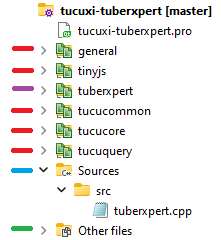 tucuxi-tuberxpert [master]
tucuxi-tuberxpert.pro
general
tinyjs
tuberxpert
tucucommon
tucucore
tucuquery
Sources
src
tuberxpert.cpp
Other files